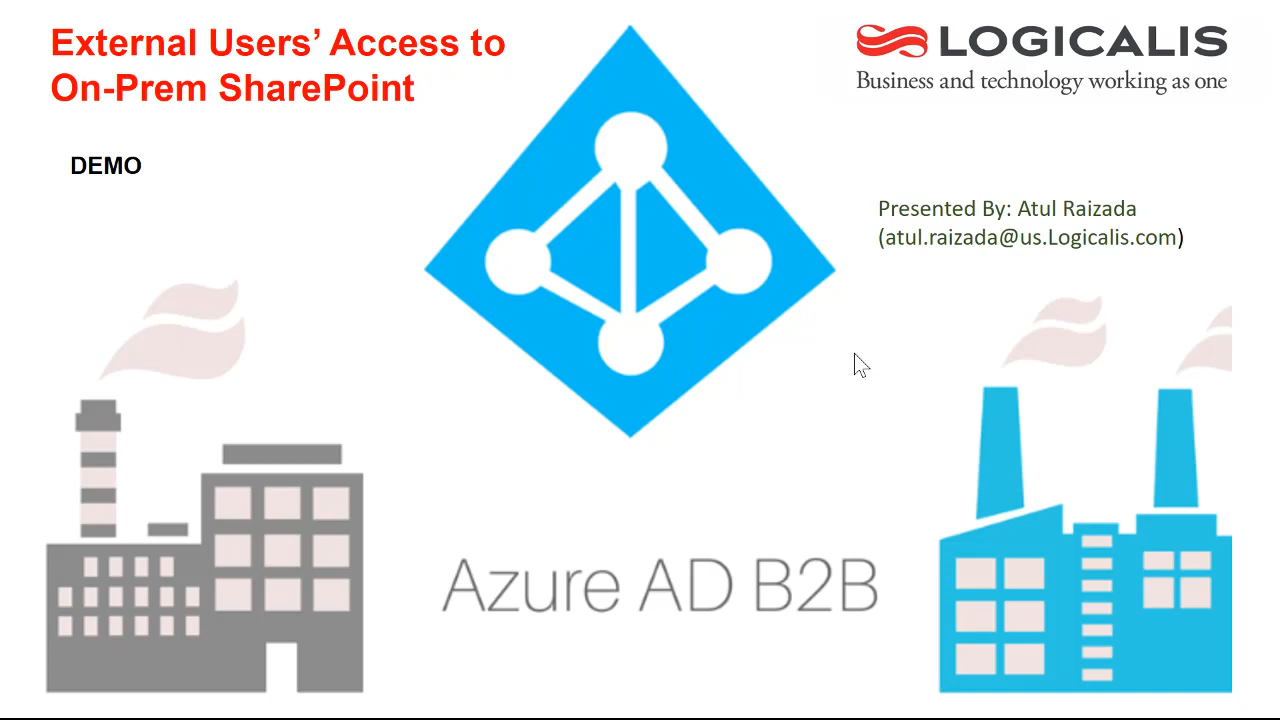 External Users’ Access to
On-Prem SharePoint
DEMO
LOGICALIS
Business and technology working as one
Presented By: Atul Raizada
(atul.raizada@us.Logicalis.com)
Azure AD B2B